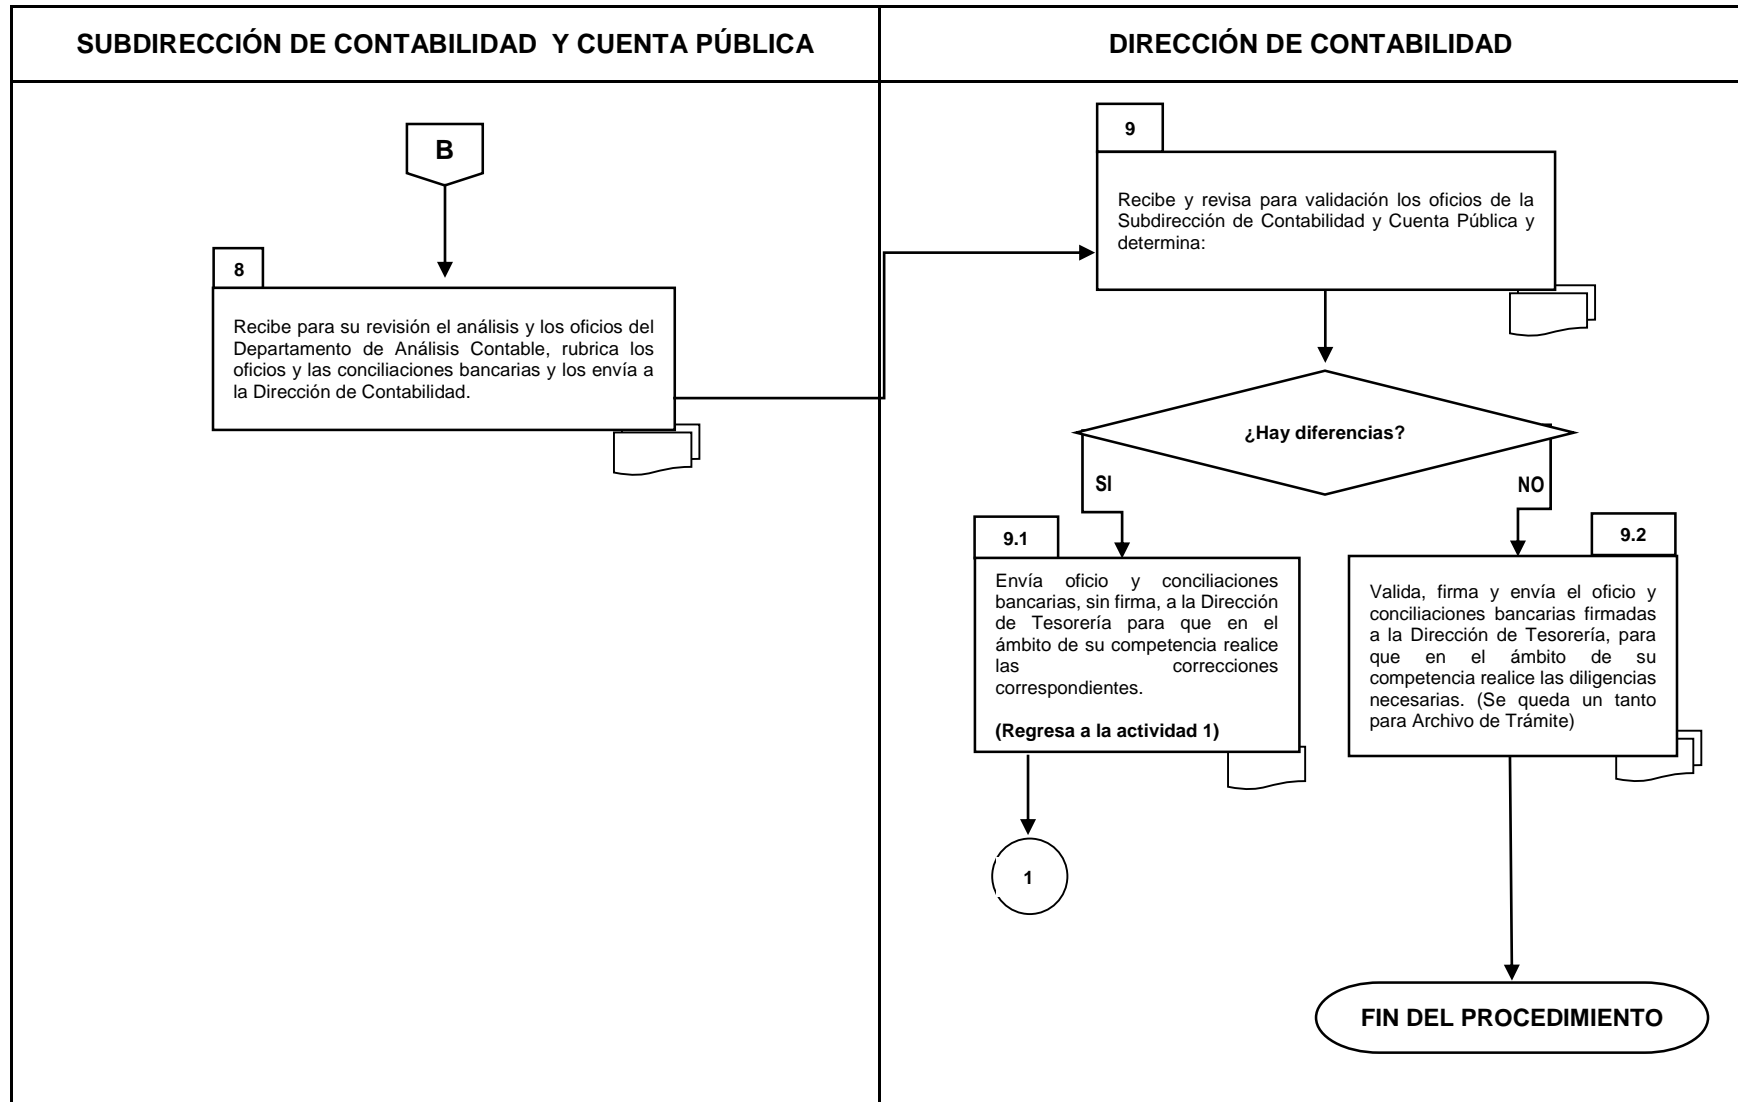 SUBDIRECCIÓN DE CONTABILIDAD Y CUENTA PÚBLICA
DIRECCIÓN DE CONTABILIDAD
B
8
Recibe para su revisión el análisis y los oficios del
Departamento de Análisis Contable, rubrica los
oficios y las conciliaciones bancarias y los envía a
la Dirección de Contabilidad.
9
Recibe y revisa para validación los oficios de la
Subdirección de Contabilidad y Cuenta Pública y
determina:
¿Hay diferencias?
SI
NO
9.1
Envía oficio y conciliaciones
bancarias, sin firma, a la Dirección
de Tesorería para que en el
ámbito de su competencia realice
las correcciones
correspondientes.
(Regresa a la actividad 1)
1
9.2
Valida, firma y envía el oficio y
conciliaciones bancarias firmadas
a la Dirección de Tesorería, para
que en el ámbito de su
competencia realice las diligencias
necesarias. (Se queda un tanto
para Archivo de Trámite)
FIN DEL PROCEDIMIENTO